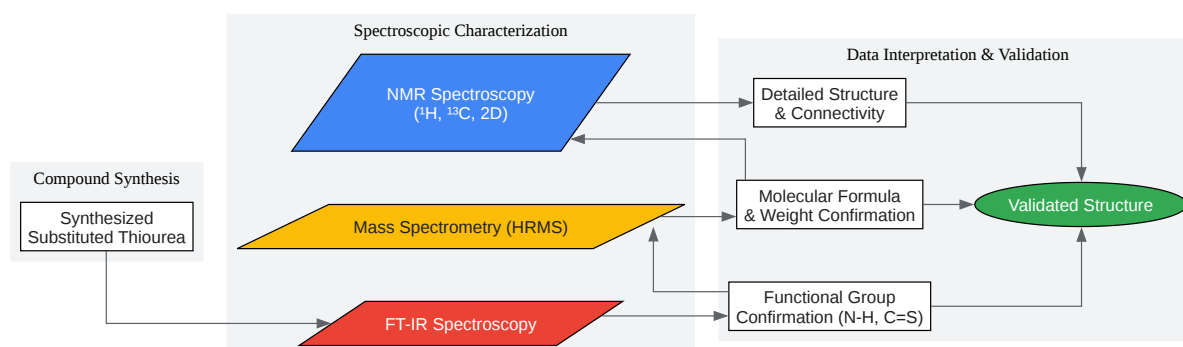 Spectroscopic Characterization
Data Interpretation & Validation
NMR Spectroscopy
(¹H, ¹³C, 2D)
Detailed Structure
& Connectivity
Compound Synthesis
Synthesized
Substituted Thiourea
Mass Spectrometry (HRMS)
Molecular Formula
& Weight Confirmation
Validated Structure
FT-IR Spectroscopy
Functional Group
Confirmation (N-H, C=S)